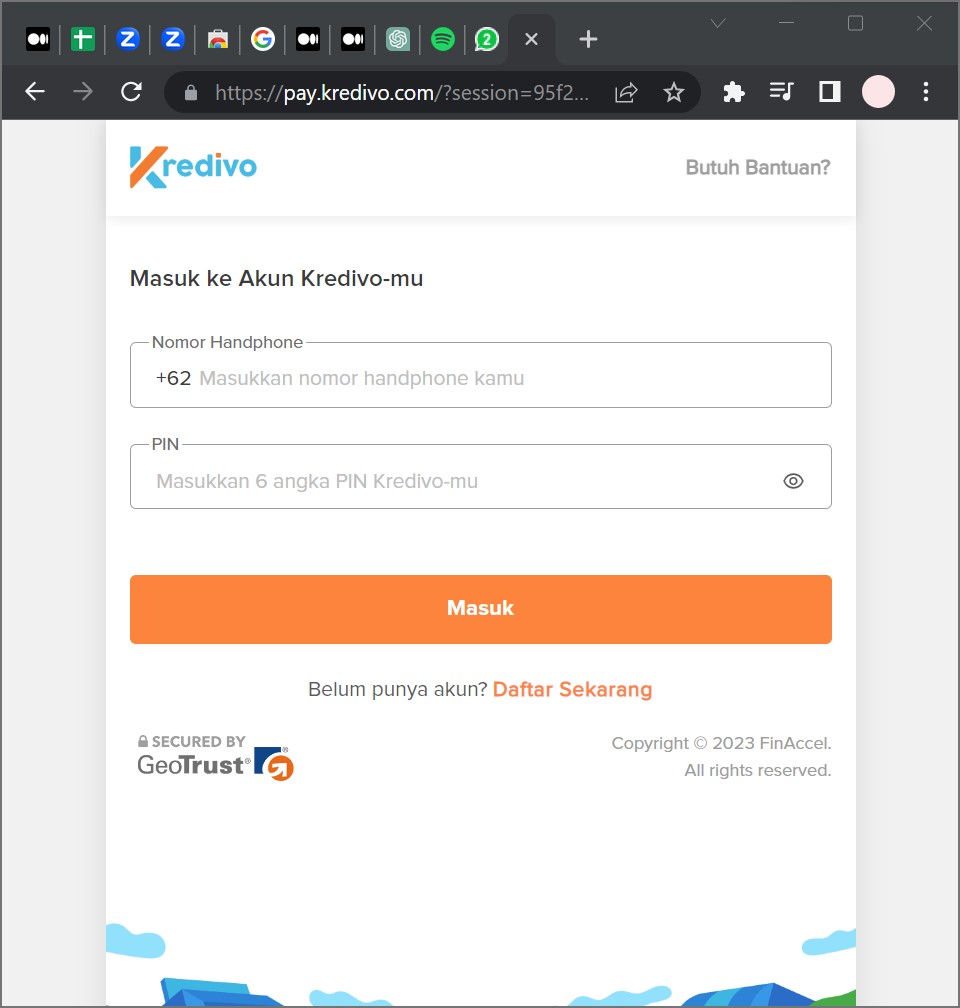 2
https://pay.kredivo.com/?session=95f2...
Kredivo
Butuh Bantuan?
Masuk ke Akun Kredivo-mu
Nomor Handphone
+62 Masukkan nomor handphone kamu
PIN
Masukkan 6 angka PIN Kredivo-mu
Masuk
Belum punya akun? Daftar Sekarang
SECURED BY
GeoTrust®
Copyright © 2023 FinAccel.
All rights reserved.